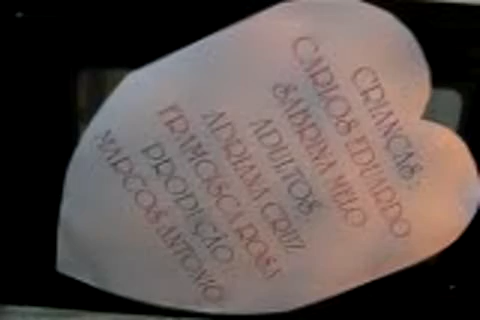 CRIANÇAS:
CARLOS EDUARDO
SABRINA MELO
ADULTOS
ADRIANA CRUZ
FRANCISCA ROSA
PRODUÇÃO:
MARCOS ANTONIO